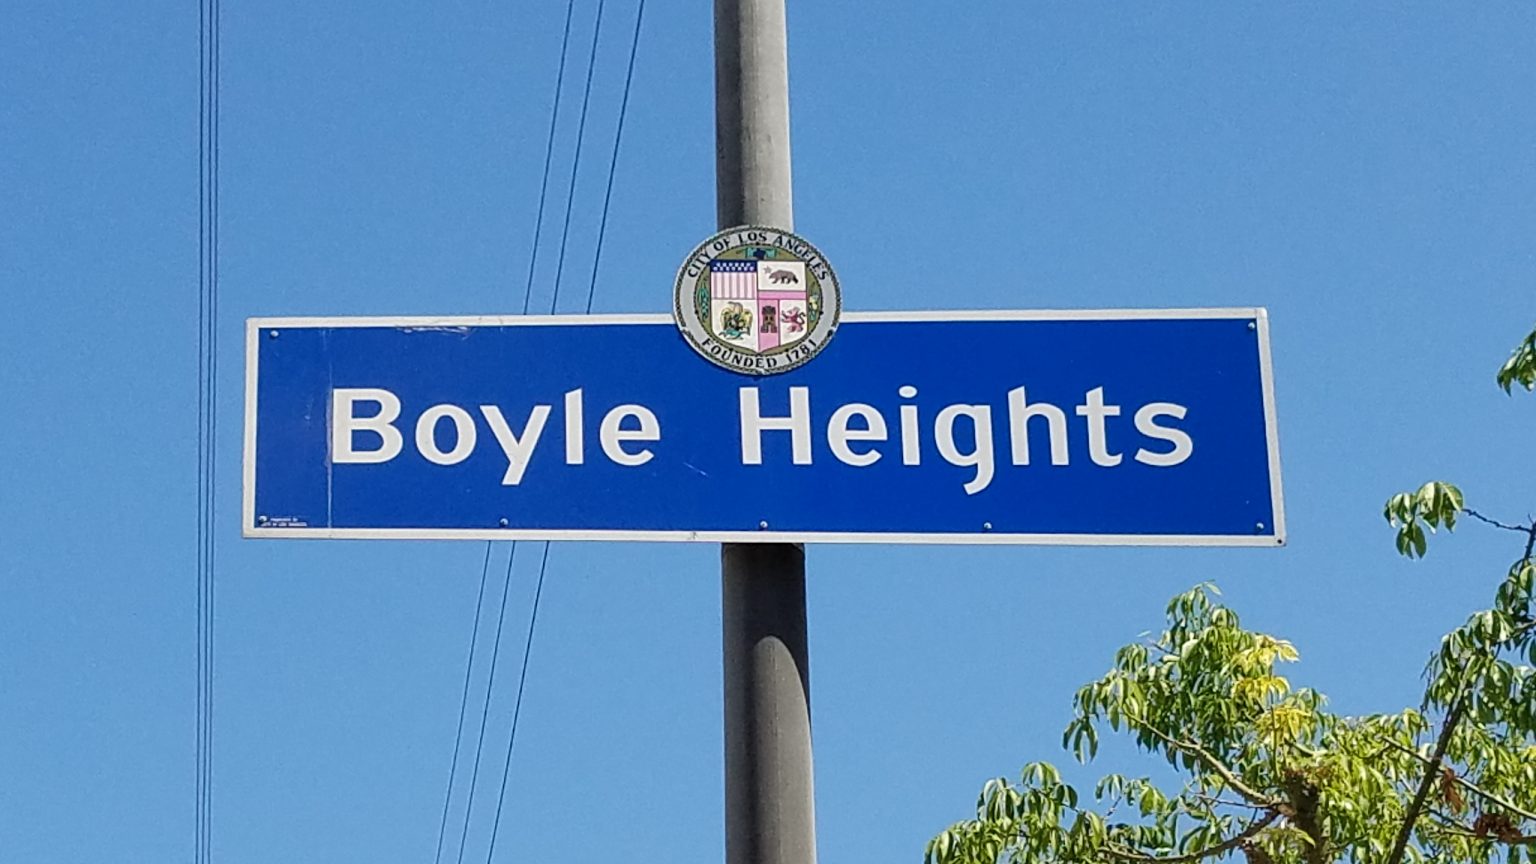 CITY OF LOS ANGELES
FOUNDED 1781
Boyle Heights